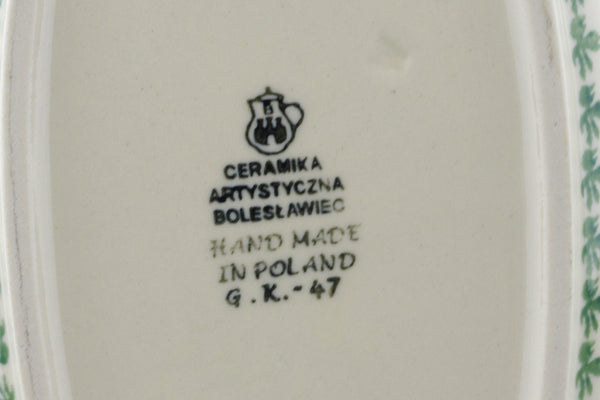 B
CERAMIKA
ARTYSTYCZNA
BOLESŁAWIEC
HAND MADE
IN POLAND
G.K.-47